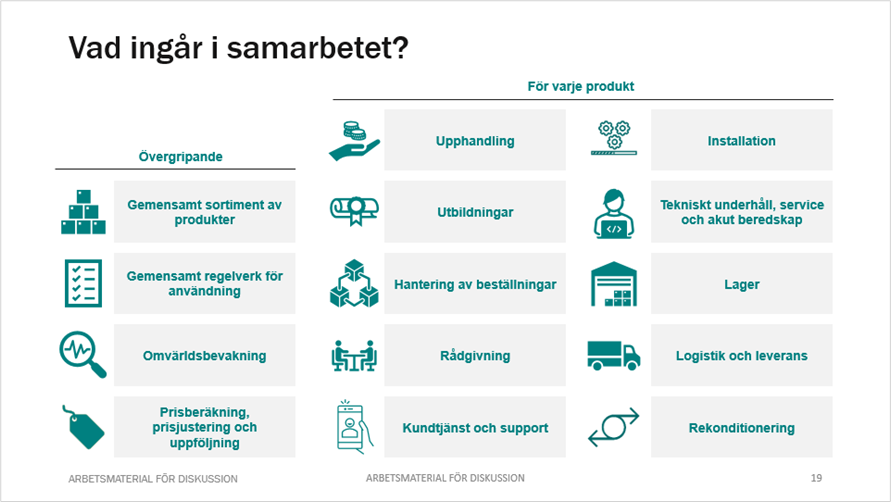 Vad ingår i samarbetet?
Övergripande
Gemensamt sortiment av
produkter
Gemensamt regelverk för
användning
Omvärldsbevakning
Prisberäkning,
prisjustering och
uppföljning
För varje produkt
Upphandling
Utbildningar
Hantering av beställningar
Rådgivning
Kundtjänst och support
Installation
</>
Tekniskt underhåll, service
och akut beredskap
Lager
Logistik och leverans
Rekonditionering
ARBETSMATERIAL FÖR DISKUSSION
ARBETSMATERIAL FÖR DISKUSSION
19